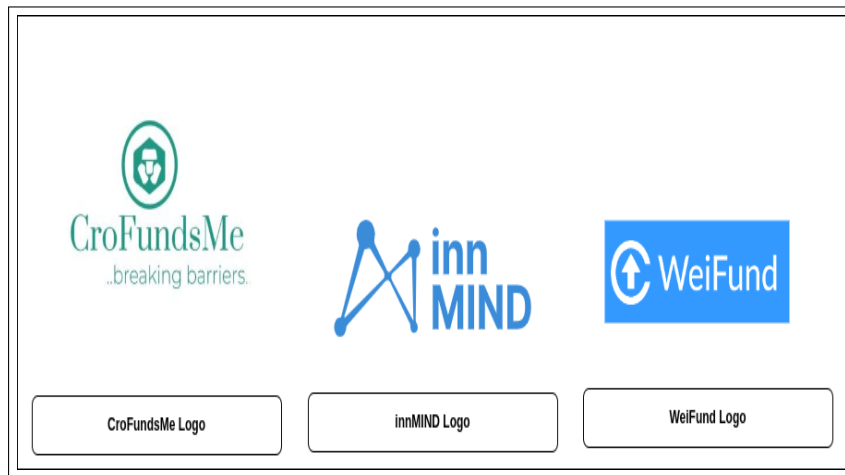 CroFundsMe
..breaking barriers.
inn
MIND
WeiFund
CroFundsMe Logo
innMIND Logo
WeiFund Logo